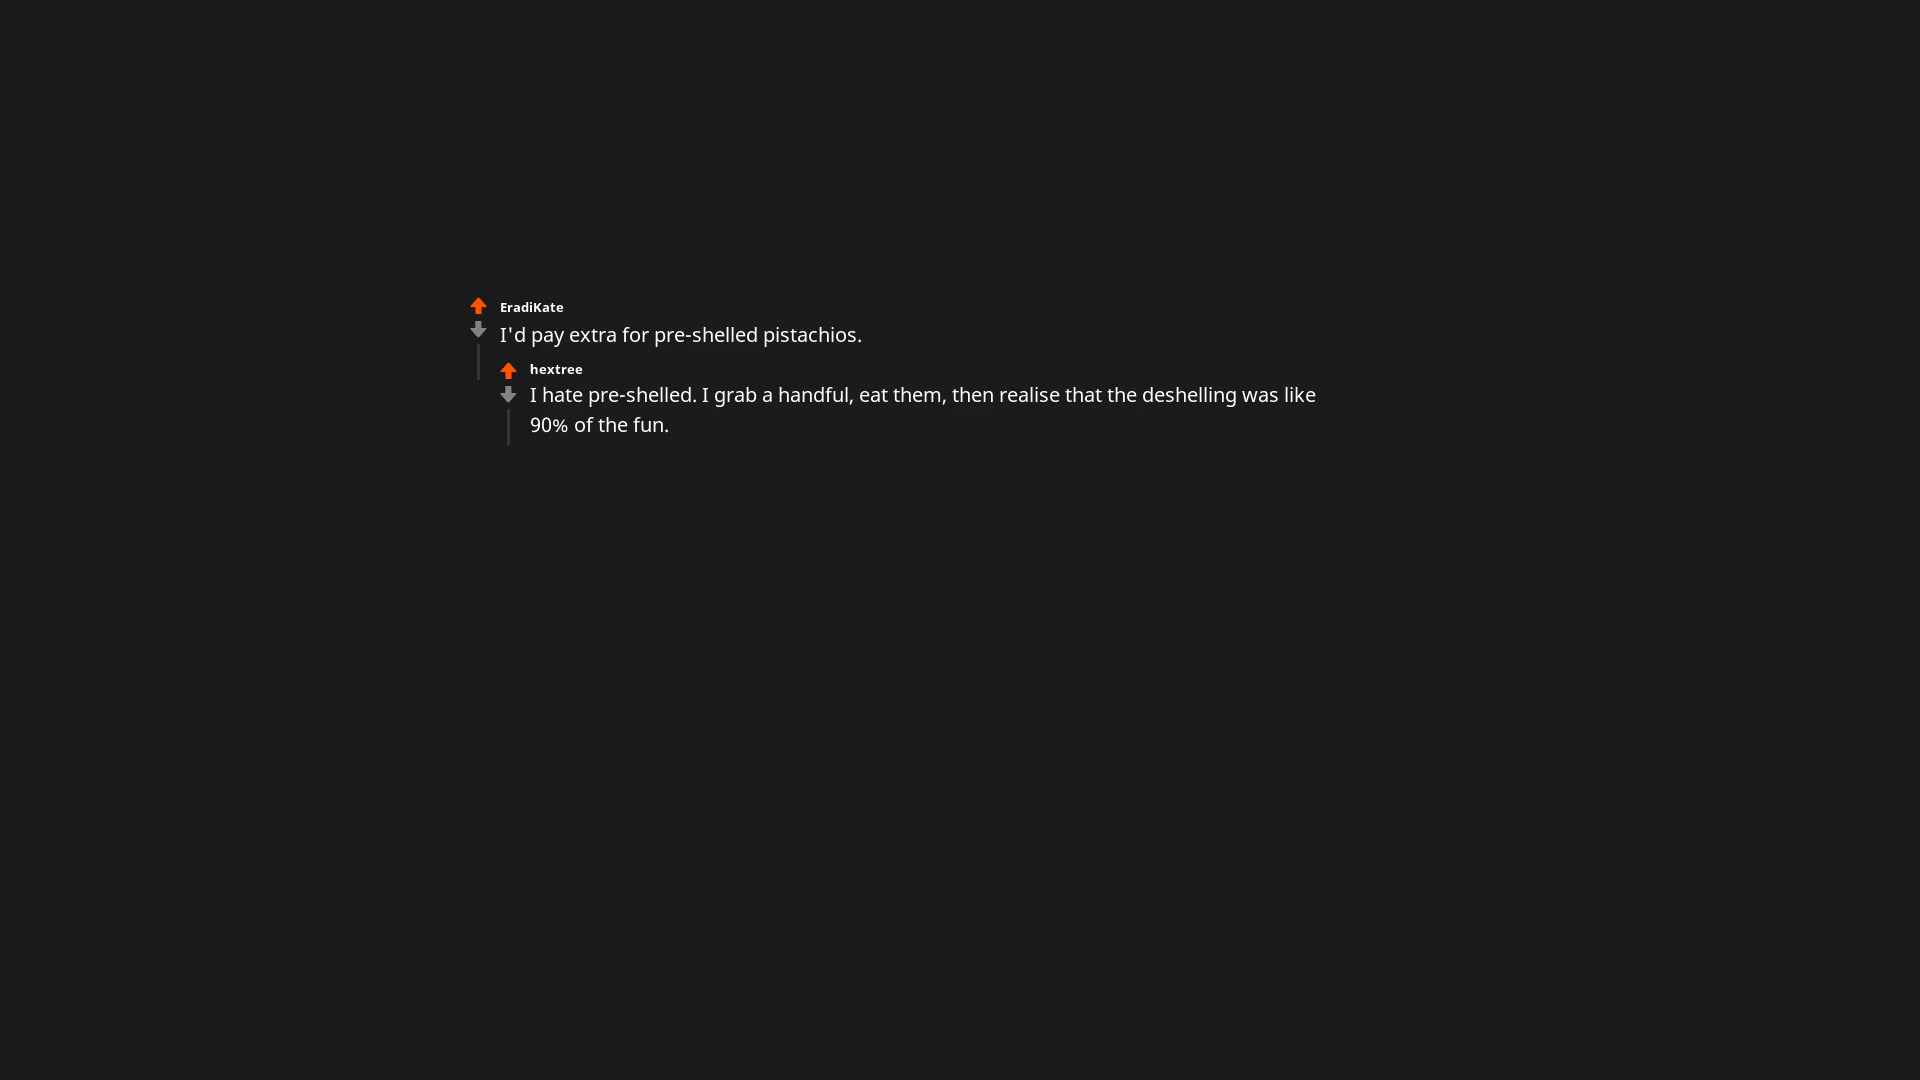 EradiKate
I'd pay extra for pre-shelled pistachios.
hextree
I hate pre-shelled. I grab a handful, eat them, then realise that the deshelling was like
90% of the fun.